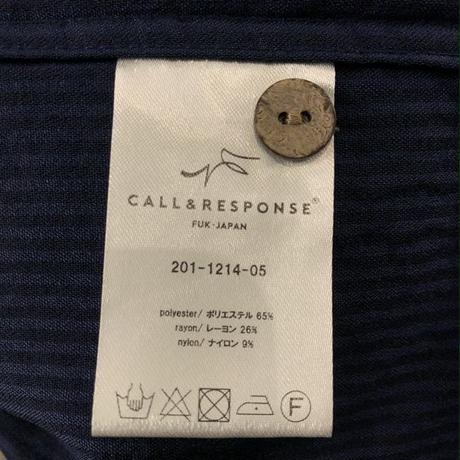 CALL & RESPONSE®
FUK-JAPAN
201-1214-05
polyester/ポリエステル 65%
rayon/レーヨン 26%
nylon/ナイロン 9%
F